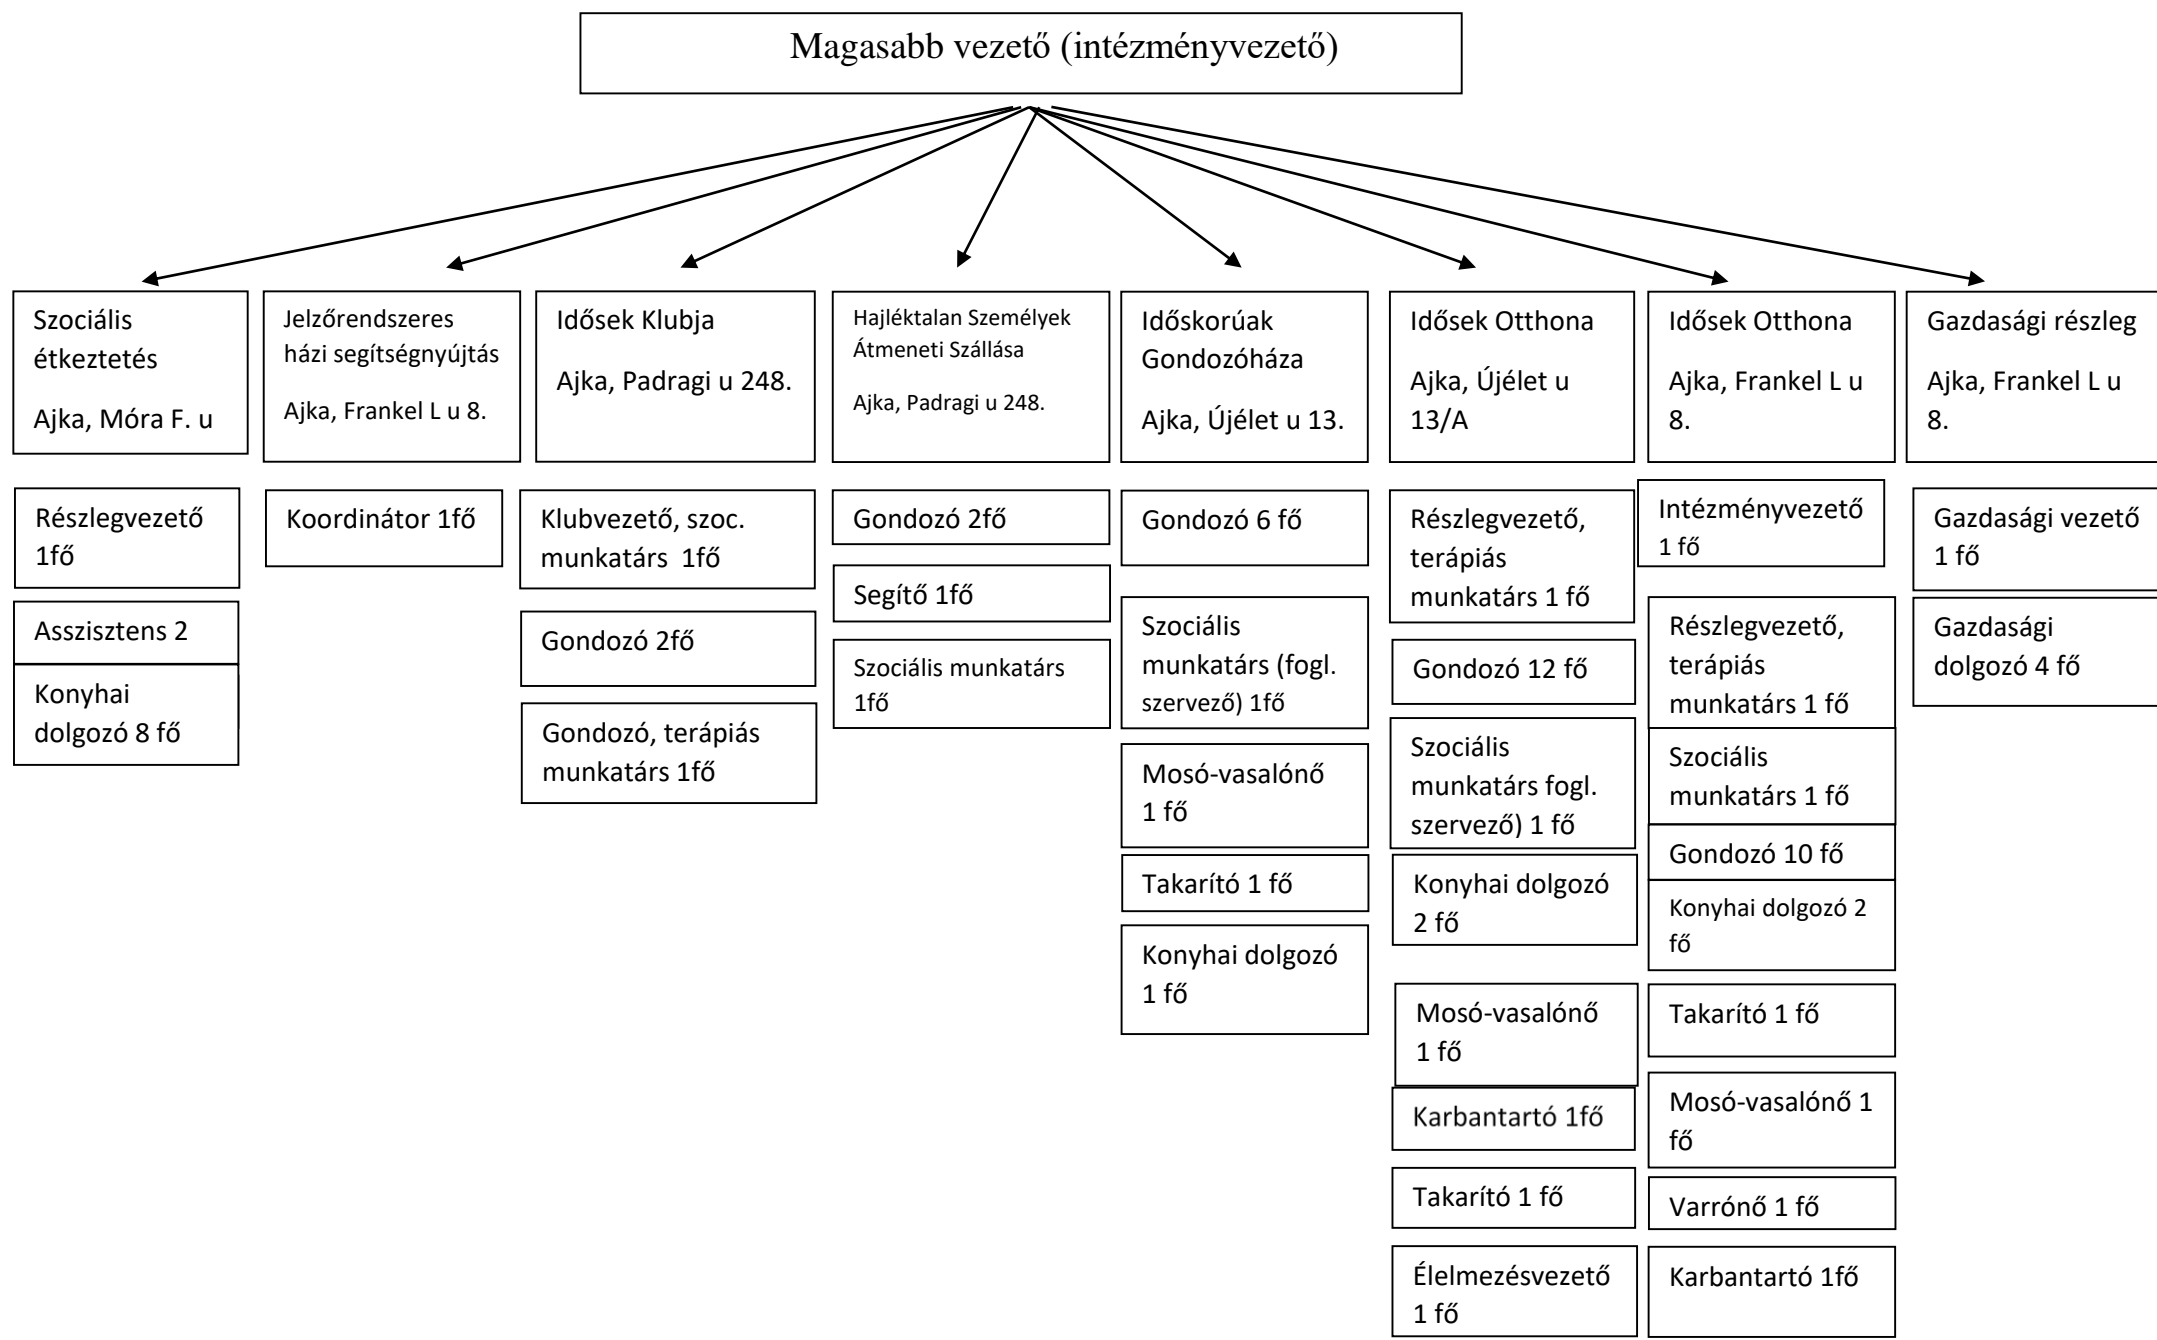 Magasabb vezető (intézményvezető)
Szociális
étkeztetés
Ajka, Móra F. u
Jelzőrendszeres
házi segítségnyújtás
Ajka, Frankel L u 8.
Idősek Klubja
Ajka, Padragi u 248.
Hajléktalan Személyek
Átmeneti Szállása
Ajka, Padragi u 248.
Időskorúak
Gondozóháza
Ajka, Újélet u 13.
Idősek Otthona
Ajka, Újélet u
13/A
Idősek Otthona
Ajka, Frankel L u
8.
Gazdasági részleg
Ajka, Frankel L u
8.
Részlegvezető
1fő
Asszisztens 2
Konyhai
dolgozó 8 fő
Koordinátor 1fő
Klubvezető, szoc.
munkatárs  1fő
Gondozó 2fő
Gondozó, terápiás
munkatárs 1fő
Gondozó 2fő
Segítő 1fő
Szociális munkatárs
1fő
Gondozó 6 fő
Szociális
munkatárs (fogl.
szervező) 1fő
Mosó-vasalónő
1 fő
Takarító 1 fő
Konyhai dolgozó
1 fő
Részlegvezető,
terápiás
munkatárs 1 fő
Gondozó 12 fő
Szociális
munkatárs fogl.
szervező) 1 fő
Konyhai dolgozó
2 fő
Mosó-vasalónő
1 fő
Karbantartó 1fő
Takarító 1 fő
Élelmezésvezető
1 fő
Intézményvezető
1 fő
Részlegvezető,
terápiás
munkatárs 1 fő
Szociális
munkatárs 1 fő
Gondozó 10 fő
Konyhai dolgozó 2
fő
Takarító 1 fő
Mosó-vasalónő 1
fő
Varrónő 1 fő
Karbantartó 1fő
Gazdasági vezető
1 fő
Gazdasági
dolgozó 4 fő